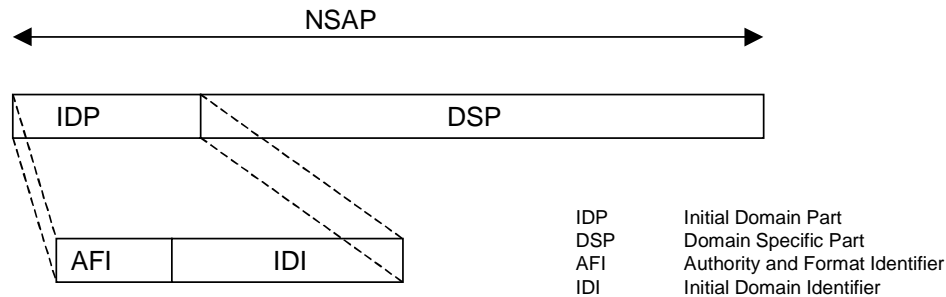 NSAP
IDP DSP
AFI IDI
IDP Initial Domain Part
DSP Domain Specific Part
AFI Authority and Format Identifier
IDI Initial Domain Identifier